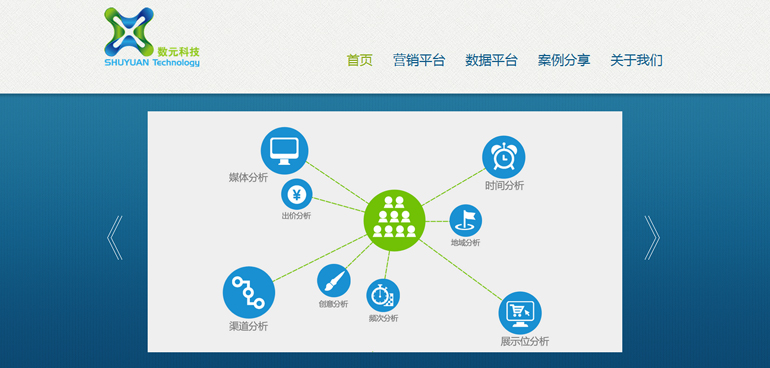 数元科技
SHUYUAN Technology
首页 营销平台 数据平台 案例分享 关于我们
媒体分析
时间分析
出价分析
地域分析
创意分析
频次分析
渠道分析
展示位分析